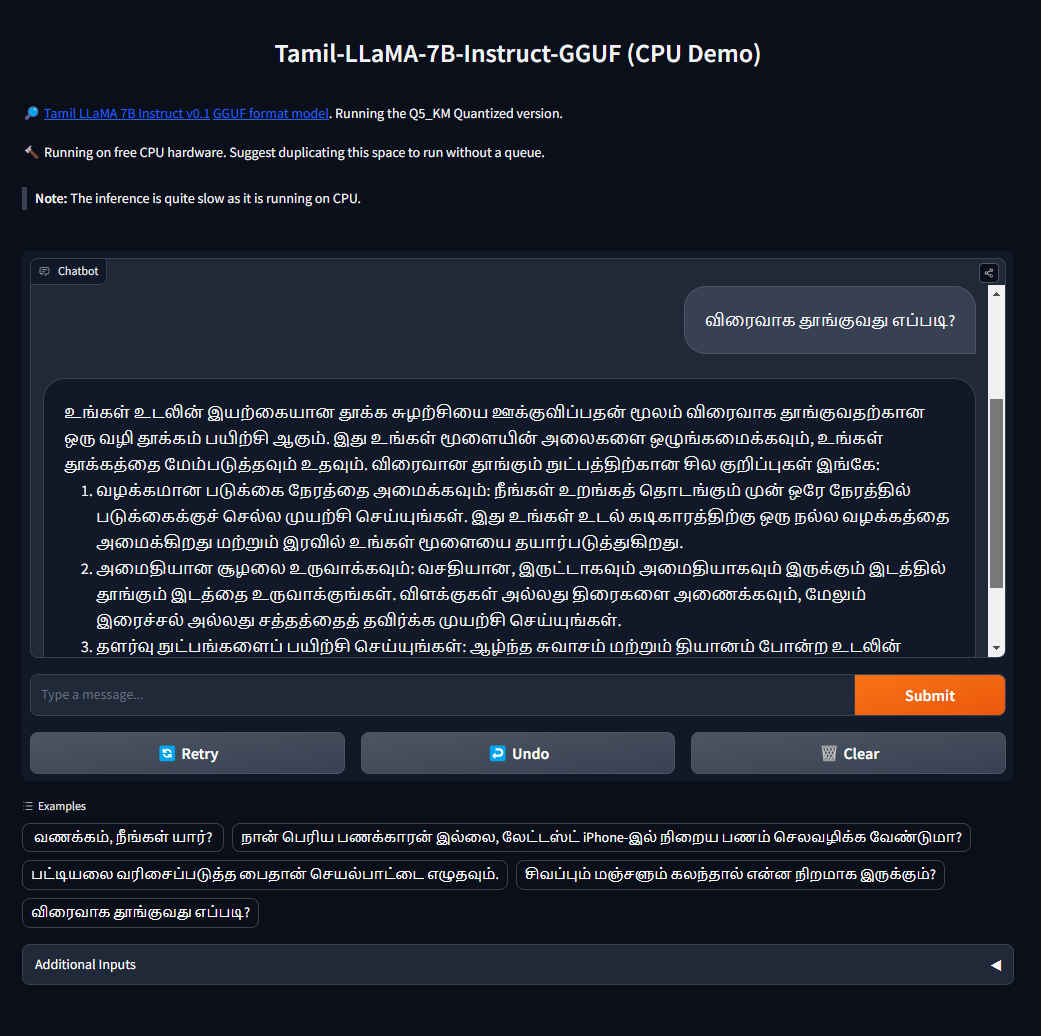 Tamil-LLaMA-7B-Instruct-GGUF (CPU Demo)
Tamil LLaMA 7B Instruct v0.1 GGUF format model. Running the Q5_KM Quantized version.
Running on free CPU hardware. Suggest duplicating this space to run without a queue.
Note: The inference is quite slow as it is running on CPU.
Chatbot
விரைவாக தூங்குவது எப்படி?
உங்கள் உடலின் இயற்கையான தூக்க சுழற்சியை ஊக்குவிப்பதன் மூலம் விரைவாக தூங்குவதற்கான
ஒரு வழி தூக்கம் பயிற்சி ஆகும். இது உங்கள் மூளையின் அலைகளை ஒழுங்கமைக்கவும், உங்கள்
தூக்கத்தை மேம்படுத்தவும் உதவும். விரைவான தூங்கும் நுட்பத்திற்கான சில குறிப்புகள் இங்கே:
1. வழக்கமான படுக்கை நேரத்தை அமைக்கவும்: நீங்கள் உறங்கத் தொடங்கும் முன் ஒரே நேரத்தில்
படுக்கைக்குச் செல்ல முயற்சி செய்யுங்கள். இது உங்கள் உடல் கடிகாரத்திற்கு ஒரு நல்ல வழக்கத்தை
அமைக்கிறது மற்றும் இரவில் உங்கள் மூளையை தயார்படுத்துகிறது.
2. அமைதியான சூழலை உருவாக்கவும்: வசதியான, இருட்டாகவும் அமைதியாகவும் இருக்கும் இடத்தில்
தூங்கும் இடத்தை உருவாக்குங்கள். விளக்குகள் அல்லது திரைகளை அணைக்கவும், மேலும்
இரைச்சல் அல்லது சத்தத்தைத் தவிர்க்க முயற்சி செய்யுங்கள்.
3. தளர்வு நுட்பங்களைப் பயிற்சி செய்யுங்கள்: ஆழ்ந்த சுவாசம் மற்றும் தியானம் போன்ற உடலின்
Type a message...
Submit
Retry
Undo
Clear
Examples
வணக்கம், நீங்கள் யார்?
நான் பெரிய பணக்காரன் இல்லை, லேட்டஸ்ட் iPhone-இல் நிறைய பணம் செலவழிக்க வேண்டுமா?
பட்டியலை வரிசைப்படுத்த பைதான் செயல்பாட்டை எழுதவும்.
சிவப்பும் மஞ்சளும் கலந்தால் என்ன நிறமாக இருக்கும்?
விரைவாக தூங்குவது எப்படி?
Additional Inputs